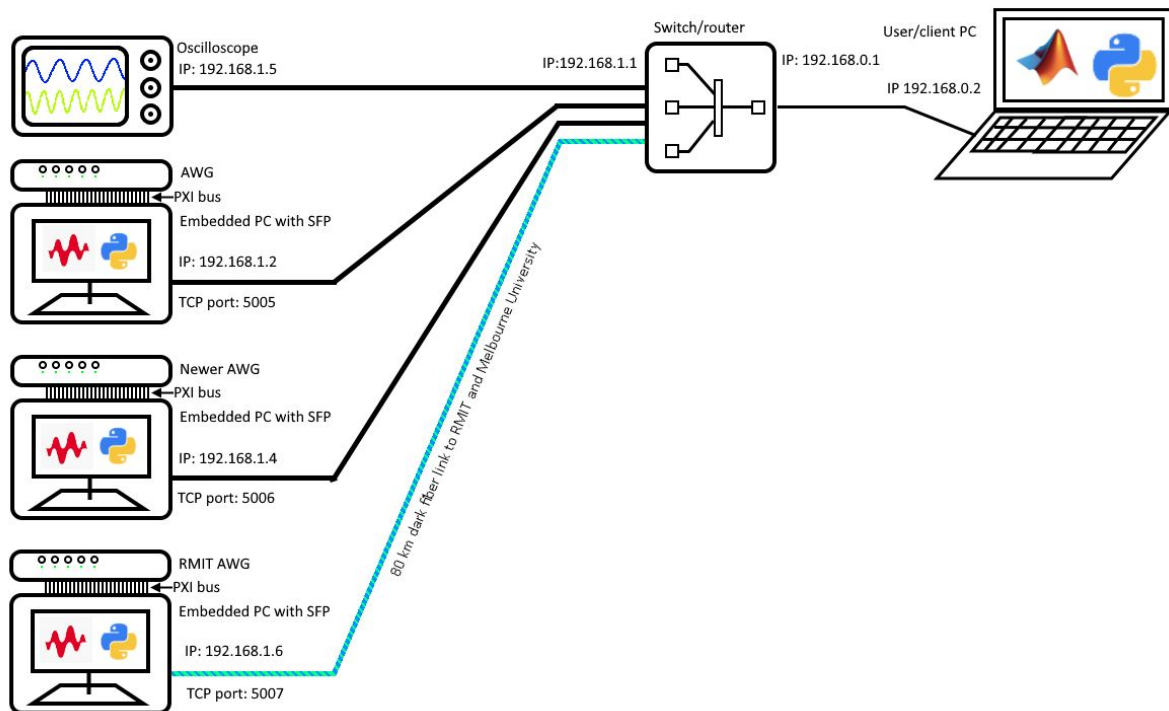 Oscilloscope
IP: 192.168.1.5
AWG
PXI bus
Embedded PC with SFP
IP: 192.168.1.2
TCP port: 5005
Newer AWG
PXI bus
Embedded PC with SFP
IP: 192.168.1.4
TCP port: 5006
RMIT AWG
PXI bus
Embedded PC with SFP
IP: 192.168.1.6
TCP port: 5007
80 km dark fiber link to RMIT and Melbourne University
Switch/router
IP:192.168.1.1
IP: 192.168.0.1
User/client PC
IP 192.168.0.2